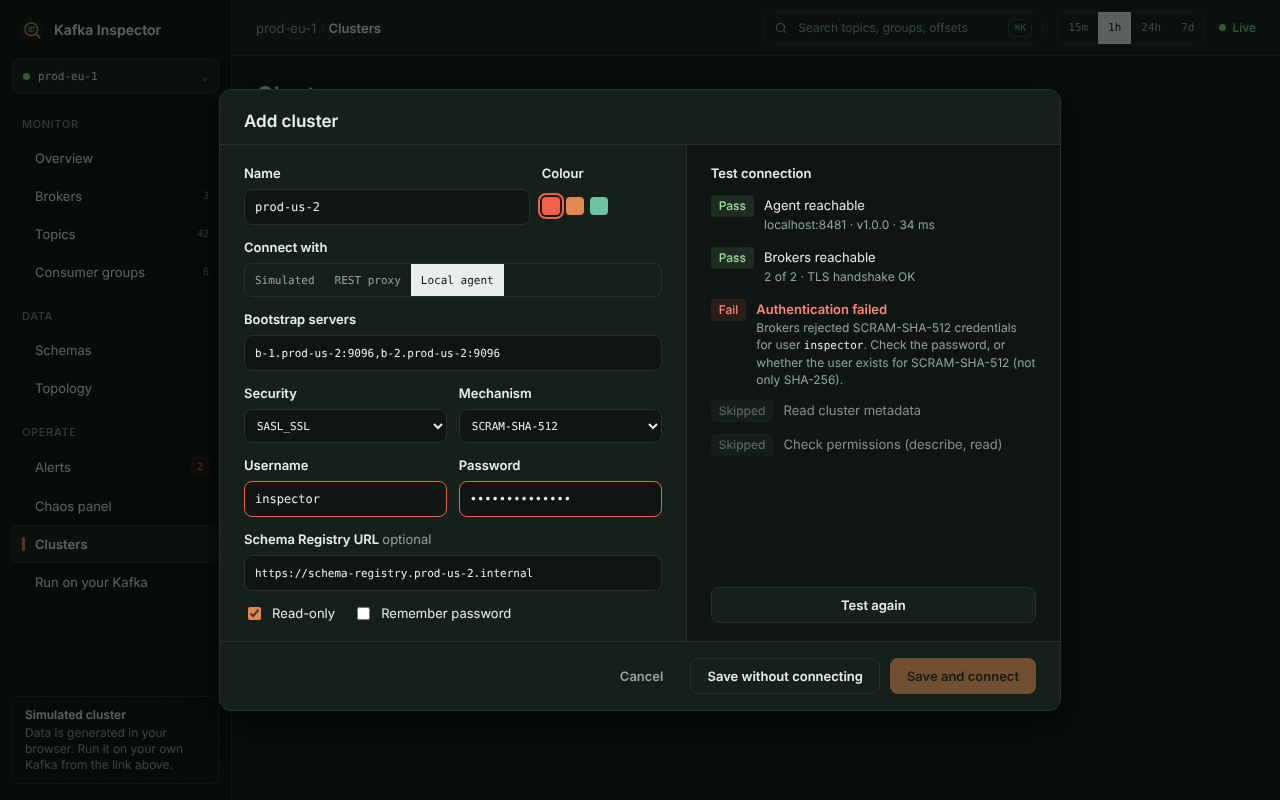 Kafka Inspector
prod-eu-1
MONITOR
Overview
Brokers 3
Topics 42
Consumer groups 6
DATA
Schemas
Topology
OPERATE
Alerts 2
Chaos panel
Clusters
Run on your Kafka
Simulated cluster
Data is generated in your
browser. Run it on your own
Kafka from the link above.
prod-eu-1 / Clusters
Search topics, groups, offsets ⌘K
15m 1h 24h 7d
Live
Add cluster
Name
prod-us-2
Colour
Connect with
Simulated REST proxy Local agent
Bootstrap servers
b-1.prod-us-2:9096,b-2.prod-us-2:9096
Security
SASL_SSL
Mechanism
SCRAM-SHA-512
Username
inspector
Password
••••••••••••••
Schema Registry URL optional
https://schema-registry.prod-us-2.internal
Read-only Remember password
Test connection
Pass Agent reachable
localhost:8481 · v1.0.0 · 34 ms
Pass Brokers reachable
2 of 2 · TLS handshake OK
Fail Authentication failed
Brokers rejected SCRAM-SHA-512 credentials
for user inspector. Check the password, or
whether the user exists for SCRAM-SHA-512 (not
only SHA-256).
Skipped Read cluster metadata
Skipped Check permissions (describe, read)
Test again
Cancel Save without connecting Save and connect